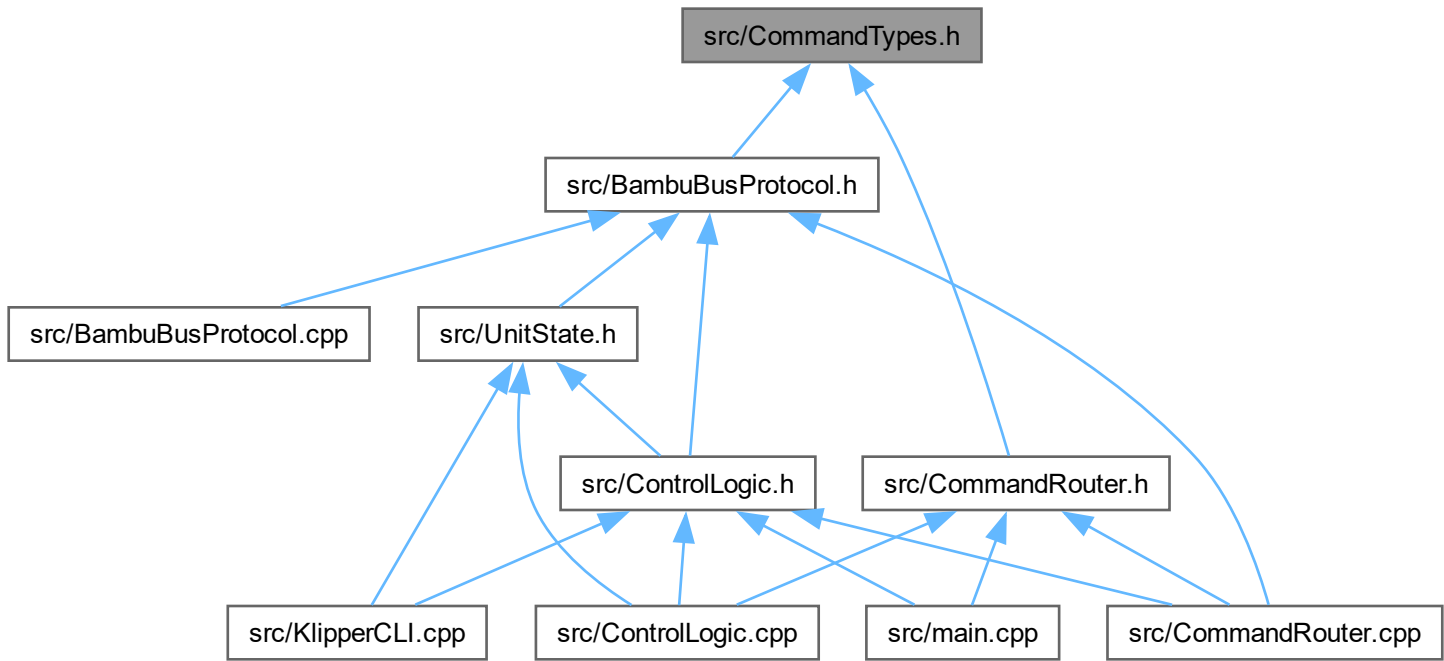 src/CommandTypes.h
src/BambuBusProtocol.h
src/BambuBusProtocol.cpp
src/UnitState.h
src/ControlLogic.h
src/CommandRouter.h
src/KlipperCLI.cpp
src/ControlLogic.cpp
src/main.cpp
src/CommandRouter.cpp